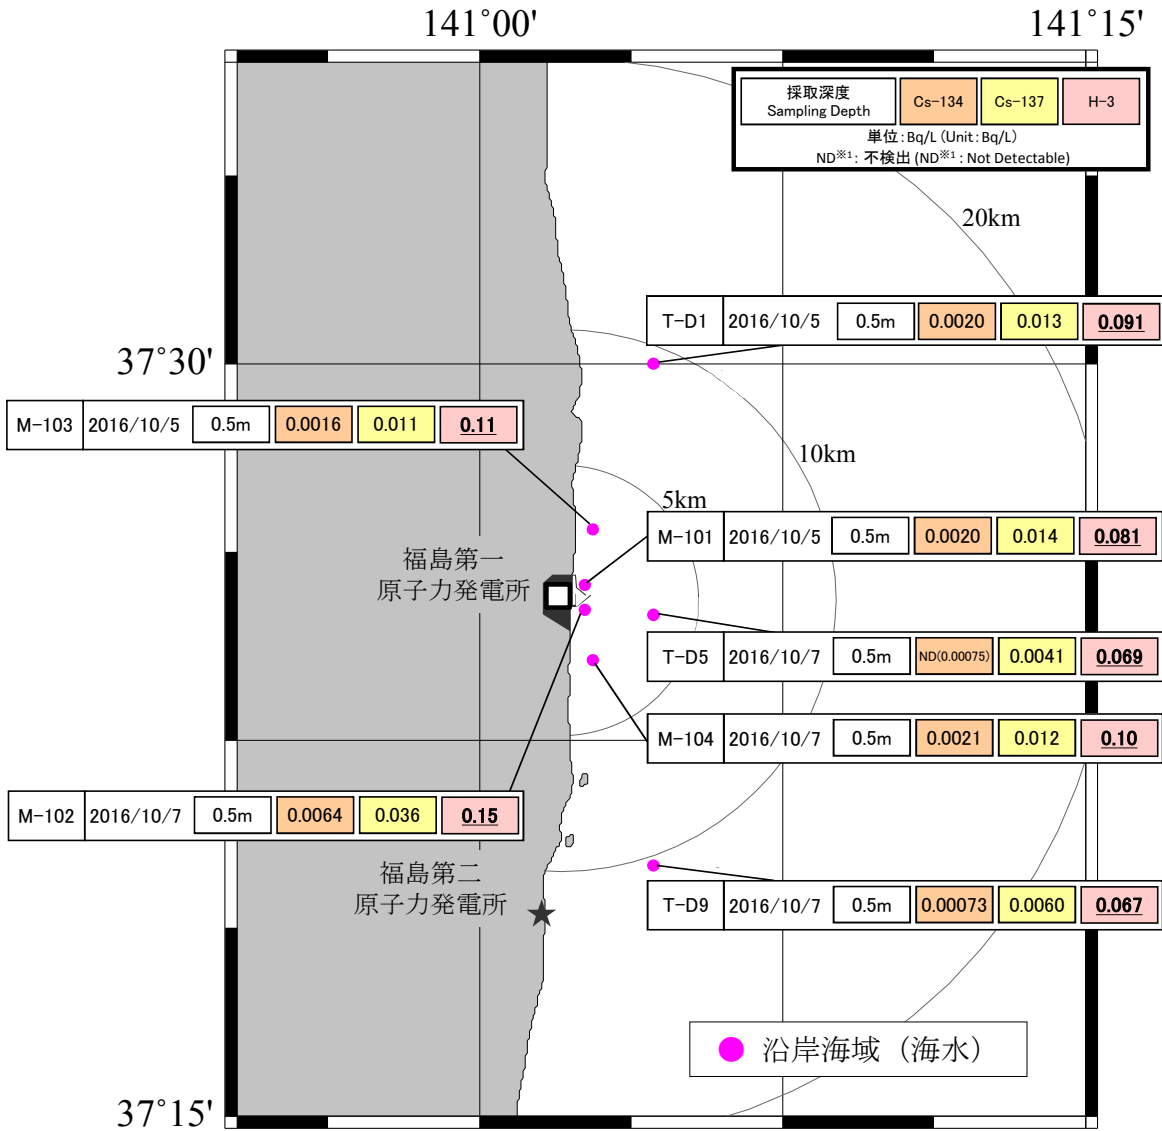 141°00' 141°15'
採取深度
Sampling Depth
Cs-134 Cs-137 H-3
単位:Bq/L (Unit:Bq/L)
ND※1: 不検出 (ND※1: Not Detectable)
20km
T-D1 2016/10/5 0.5m 0.0020 0.013 0.091
37°30'
M-103 2016/10/5 0.5m 0.0016 0.011 0.11
10km
5km
M-101 2016/10/5 0.5m 0.0020 0.014 0.081
福島第一
原子力発電所
T-D5 2016/10/7 0.5m ND(0.00075) 0.0041 0.069
M-104 2016/10/7 0.5m 0.0021 0.012 0.10
M-102 2016/10/7 0.5m 0.0064 0.036 0.15
福島第二
原子力発電所
T-D9 2016/10/7 0.5m 0.00073 0.0060 0.067
沿岸海域（海水）
37°15'